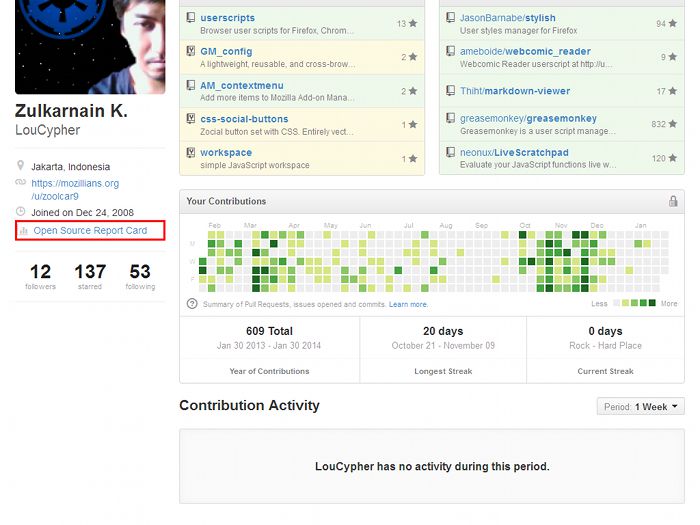 Zulkarnain K.
LouCypher
Jakarta, Indonesia
https://mozillians.org
/u/zoolcar9
Joined on Dec 24, 2008
Open Source Report Card
12
followers
137
starred
53
following
userscripts
Browser user scripts for Firefox, Chrom...
13
GM_config
A lightweight, reusable, and cross-brow...
2
AM_contextmenu
Add more items to Mozilla Add-on Mana...
2
css-social-buttons
Zocial button set with CSS. Entirely vect...
1
workspace
simple JavaScript workspace
1
JasonBarnabe/stylish
User styles manager for Firefox
94
ameboide/webcomic_reader
Webcomic Reader userscript at http://u...
9
Thiht/markdown-viewer
17
greasemonkey/greasemonkey
Greasemonkey is a user script manage...
832
neonux/LiveScratchpad
Evaluate your JavaScript functions live w...
120
Your Contributions
Feb Mar Apr May Jun Jul Aug Sep Oct Nov Dec Jan
M
W
F
Summary of Pull Requests, issues opened and commits. Learn more.
Less More
609 Total
Jan 30 2013 - Jan 30 2014
Year of Contributions
20 days
October 21 - November 09
Longest Streak
0 days
Rock - Hard Place
Current Streak
Contribution Activity
Period: 1 Week
LouCypher has no activity during this period.